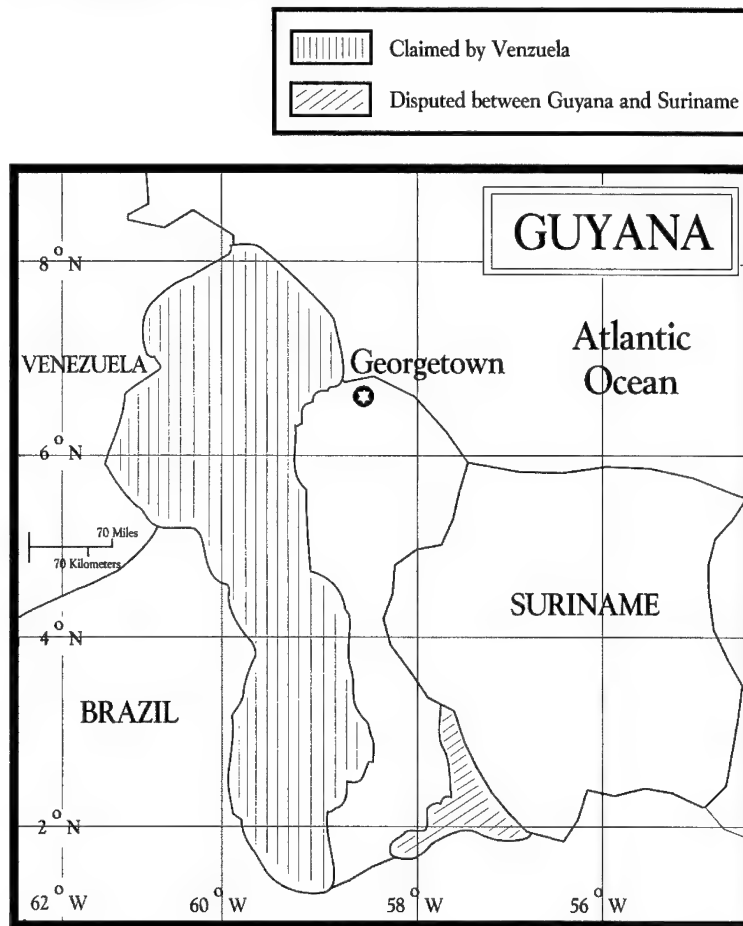 Claimed by Venzuela
Disputed between Guyana and Suriname
GUYANA
8° N
Atlantic
Ocean
VENEZUELA
Georgetown
6° N
70 Miles
70 Kilometers
SURINAME
4° N
BRAZIL
2° N
62° W
60° W
58° W
56° W